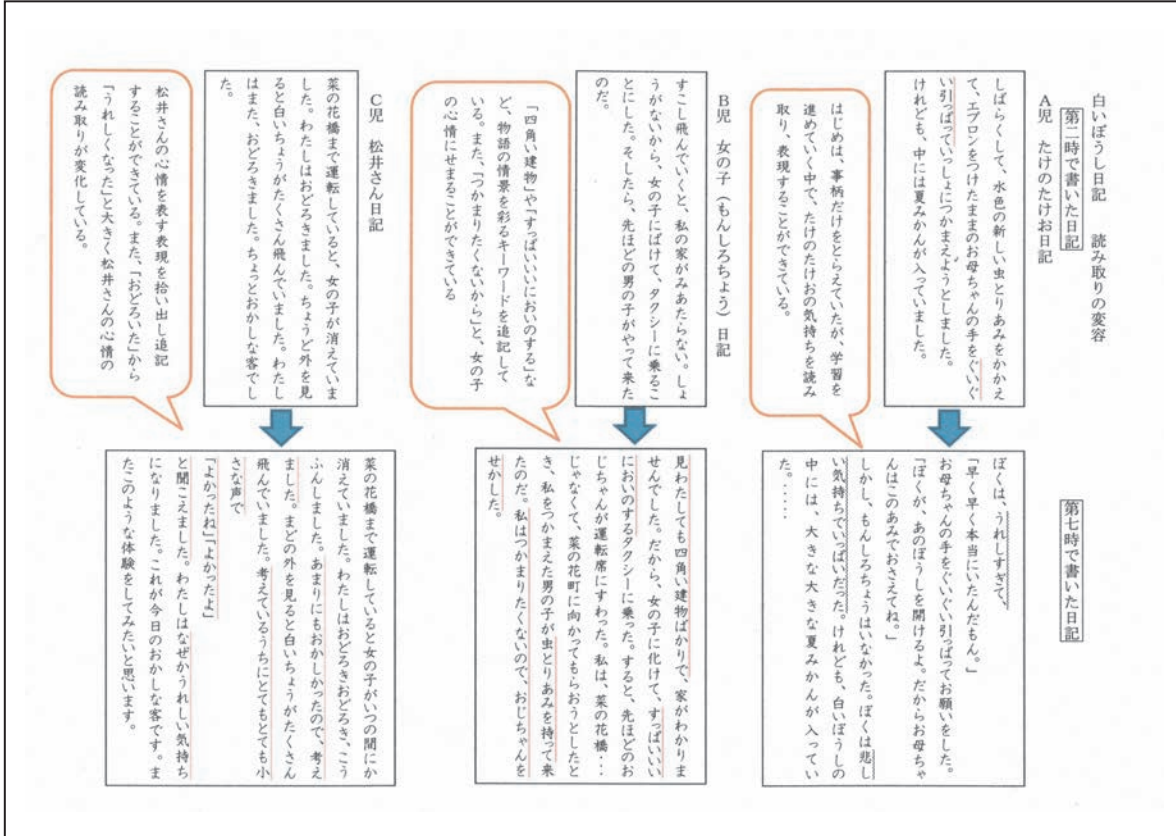 白いぼうし日記　読み取りの変容
第二時で書いた日記
第七時で書いた日記
A児　たけのたけお日記
しばらくして、水色の新しい虫とりあみをかかえ
て、エプロンをつけたままのお母ちゃんの手をぐいぐ
い引っぱっていっしょにつかまえようとしました。
けれども、中には夏みかんが入っていました。
はじめは、事柄だけをとらえていたが、学習を
進めていく中で、たけのたけおの気持ちを読み
取り、表現することができている。
ぼくは、うれしすぎて、
「早く早く本当にいたんだもん。」
お母ちゃんの手をぐいぐい引っぱってお願いをした。
「ぼくが、あのぼうしを開けるよ。だからお母ちゃ
んはこのあみでおさえてね。」
しかし、もんしろちょうはいなかった。ぼくは悲し
い気持ちでいっぱいだった。けれども、白いぼうしの
中には、大きな大きな夏みかんが入ってい
た。・・・・・
B児　女の子（もんしろちょう）日記
すこし飛んでいくと、私の家がみあたらない。しょ
うがないから、女の子にばけて、タクシーに乗るこ
とにした。そしたら、先ほどの男の子がやって来た
のだ。
「四角い建物」や「すっぱいいいにおいのする」な
ど、物語の情景を彩るキーワードを追記して
いる。また、「つかまりたくないから」と、女の子
の心情にせまることができている
見わたしても四角い建物ばかりで、家がわかりま
せんでした。だから、女の子に化けて、すっぱいいい
においのするタクシーに乗った。すると、先ほどのお
じちゃんが運転席にすわった。私は、菜の花橋・・・
じゃなくて、菜の花町に向かってもらおうとしたと
き、私をつかまえた男の子が虫とりあみを持って来
たのだ。私はつかまりたくないので、おじちゃんを
せかした。
C児　松井さん日記
菜の花橋まで運転していると、女の子が消えていま
した。わたしはおどろきました。ちょうど外を見
ると白いちょうがたくさん飛んでいました。わたし
はまた、おどろきました。ちょっとおかしな客でし
た。
松井さんの心情を表す表現を拾い出し追記
することができている。また、「おどろいた」から
「うれしくなった」と大きく松井さんの心情の
読み取りが変化している。
菜の花橋まで運転していると女の子がいつの間にか
消えていました。わたしはおどろきおどろき、こう
ふんしました。あまりにもおかしかったので、考え
ました。まどの外を見ると白いちょうがたくさん
飛んでいました。考えているうちにとてもとても小
さな声で
「よかったね」「よかったよ」
と聞こえました。わたしはなぜかうれしい気持ち
になりました。これが今日のおかしな客です。ま
たこのような体験をしてみたいと思います。